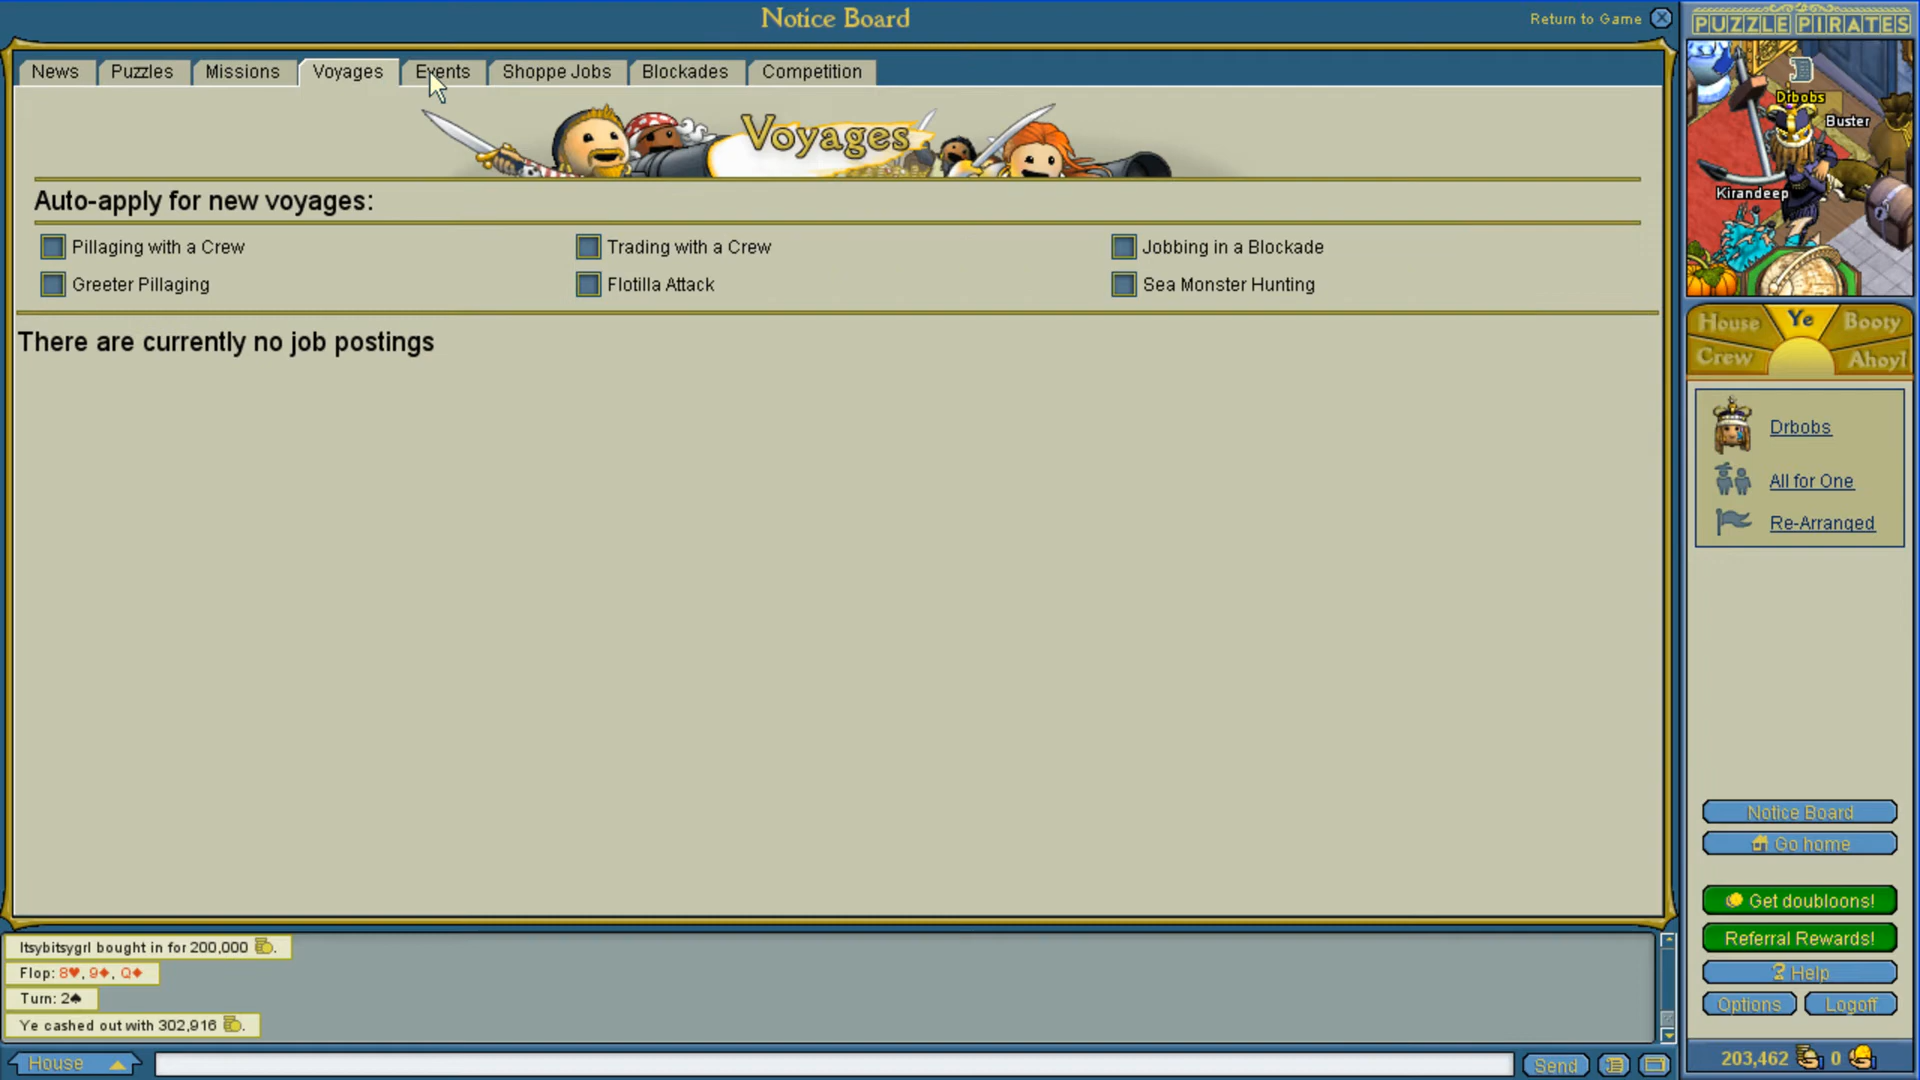 Notice Board
Return to Game
PUZZLE PIRATES
News Puzzles Missions Voyages Events Shoppe Jobs Blockades Competition
Voyages
Auto-apply for new voyages:
Pillaging with a Crew Trading with a Crew Jobbing in a Blockade
Greeter Pillaging Flotilla Attack Sea Monster Hunting
There are currently no job postings
Drbobs
Buster
Kirandeep
House Ye Booty
Crew Ahoy!
Drbobs
All for One
Re-Arranged
Notice Board
Go home
Get doubloons!
Referral Rewards!
? Help
Options Logoff
203,462 0
Itsybitsygrl bought in for 200,000 .
Flop: 8♥, 9♦, Q♦
Turn: 2♠
Ye cashed out with 302,916 .
House Send